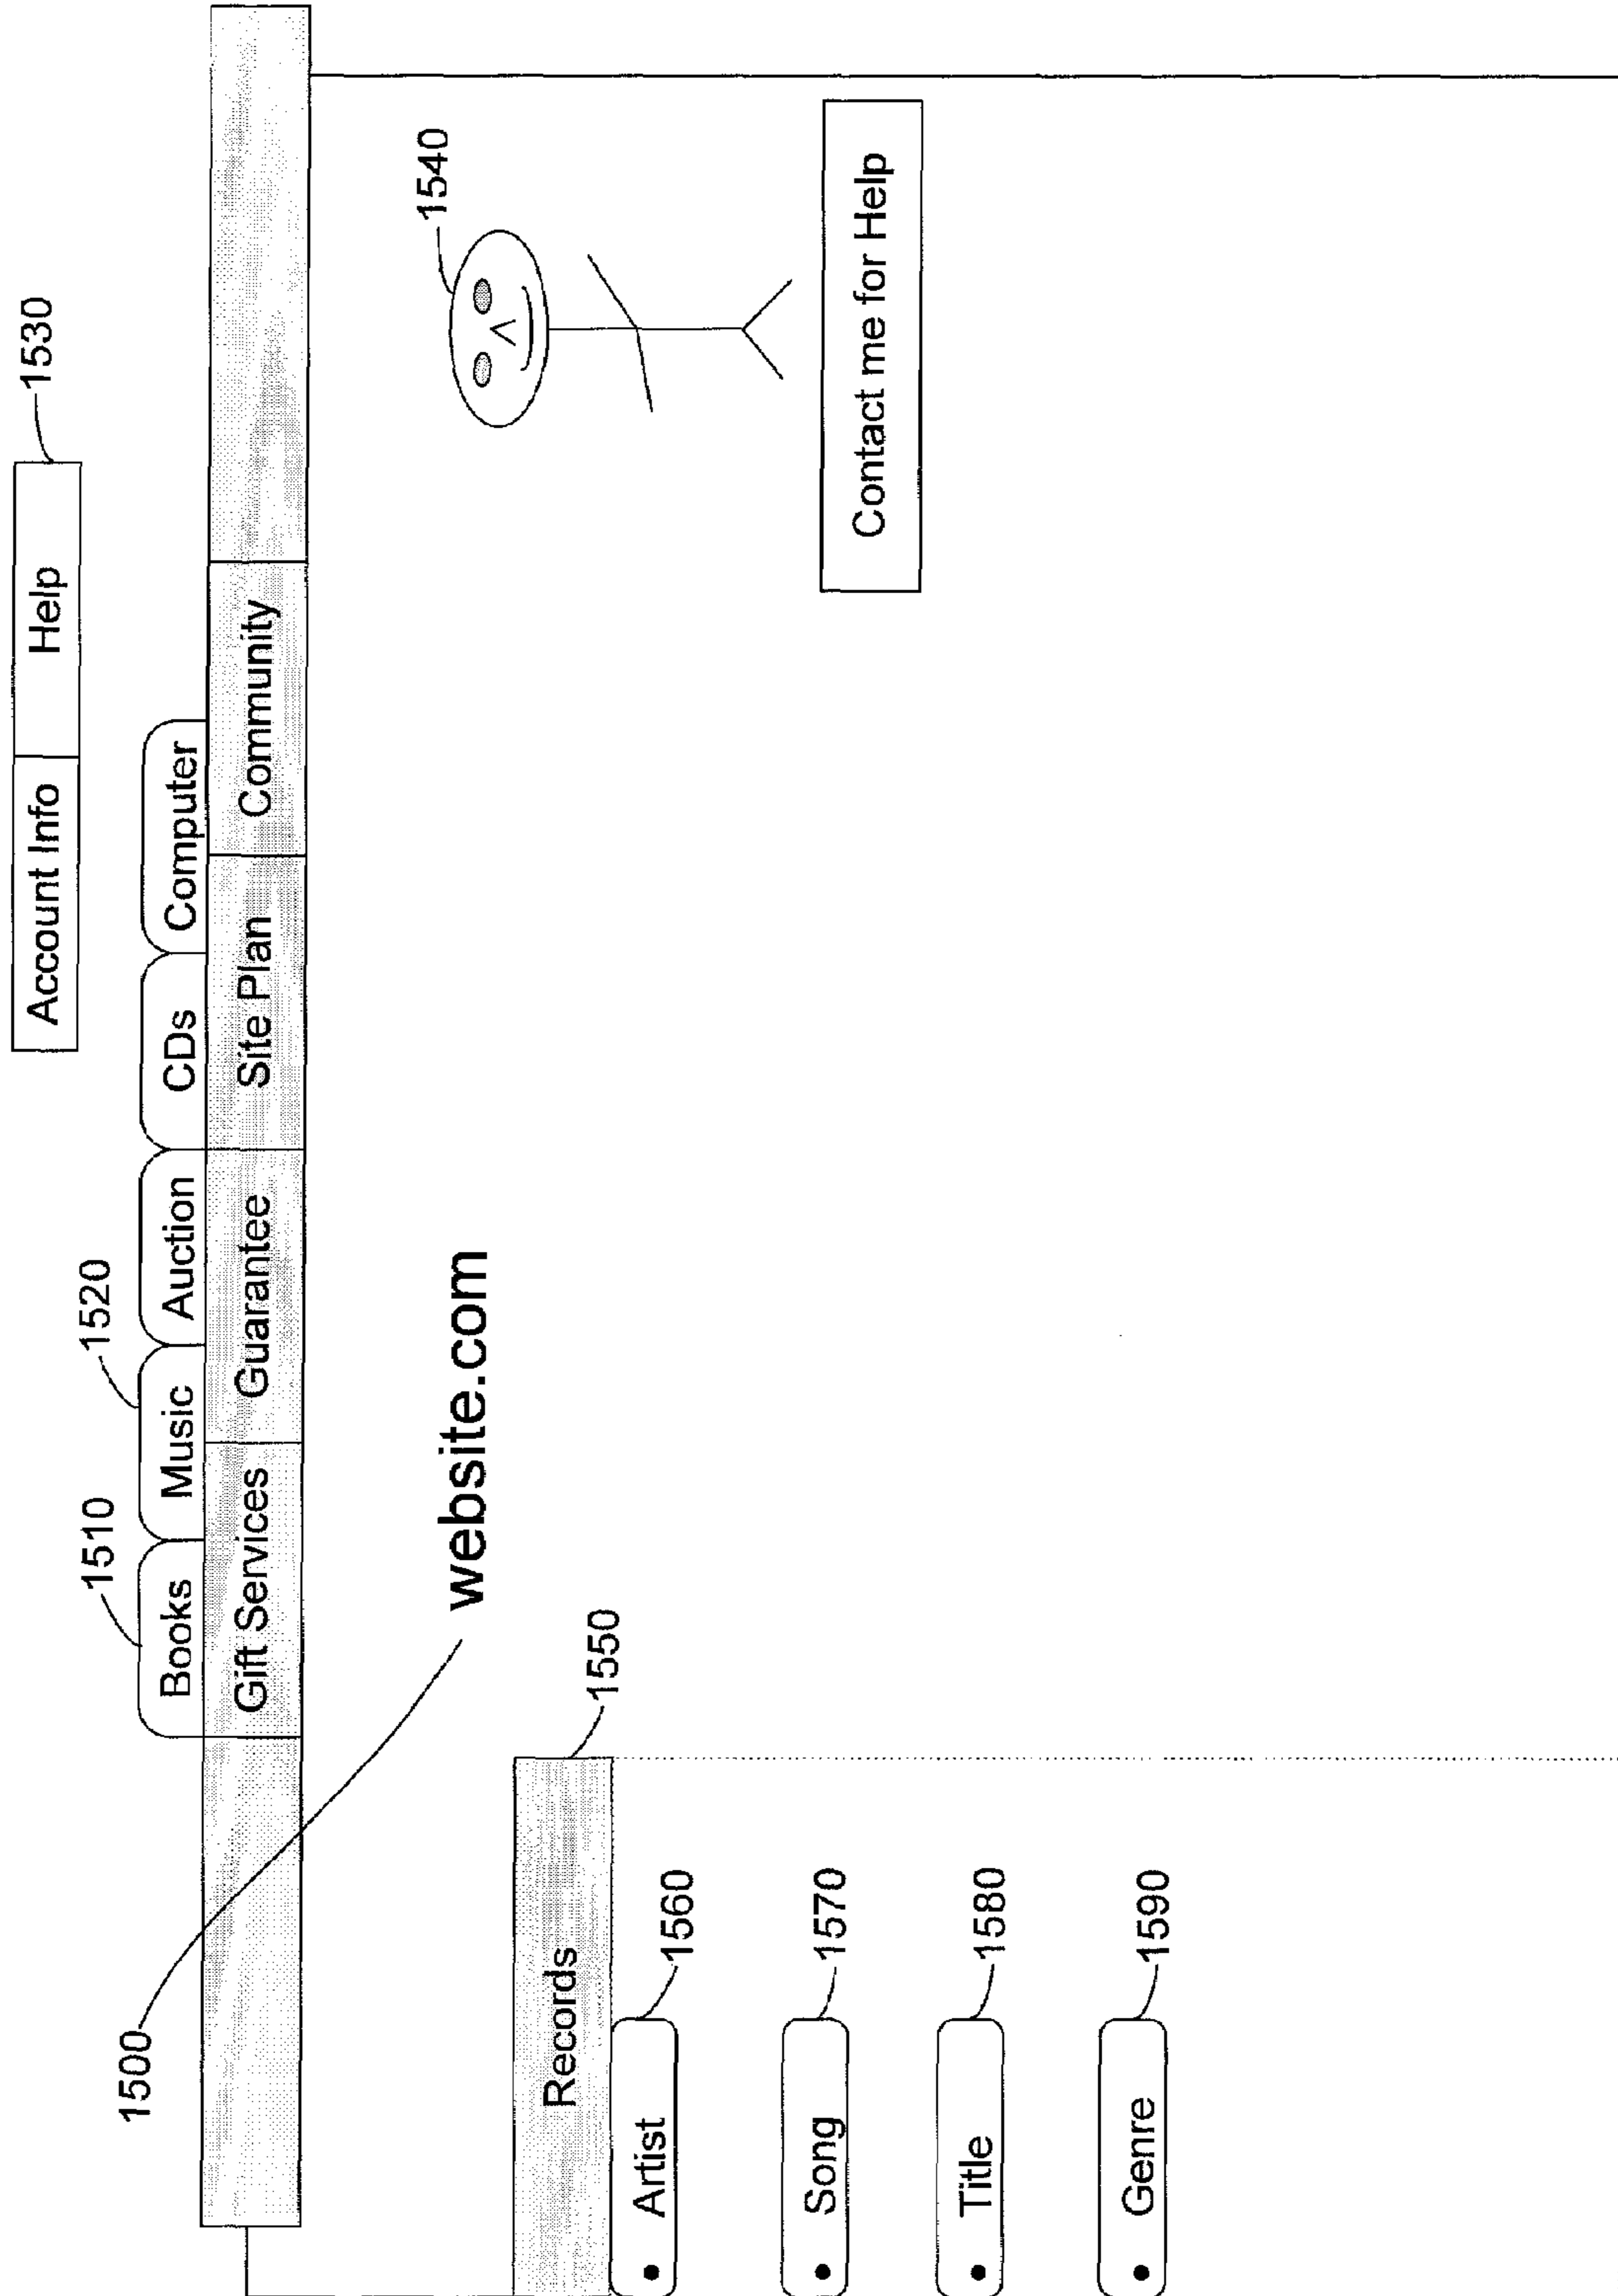 Account Info Help 1530
1510 1520
Books Music Auction CDs Computer
1500
Gift Services Guarantee Site Plan Community
1540
website.com
Records 1550
Artist 1560
Song 1570
Title 1580
Genre 1590
Contact me for Help